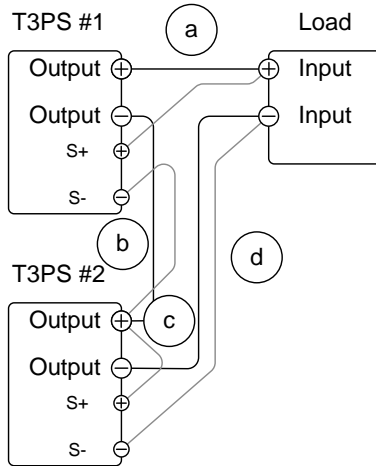 T3PS #1
Load
a
Output +
+ Input
Output −
− Input
S+ +
S- −
b
d
T3PS #2
Output +
c
Output −
S+ +
S- −